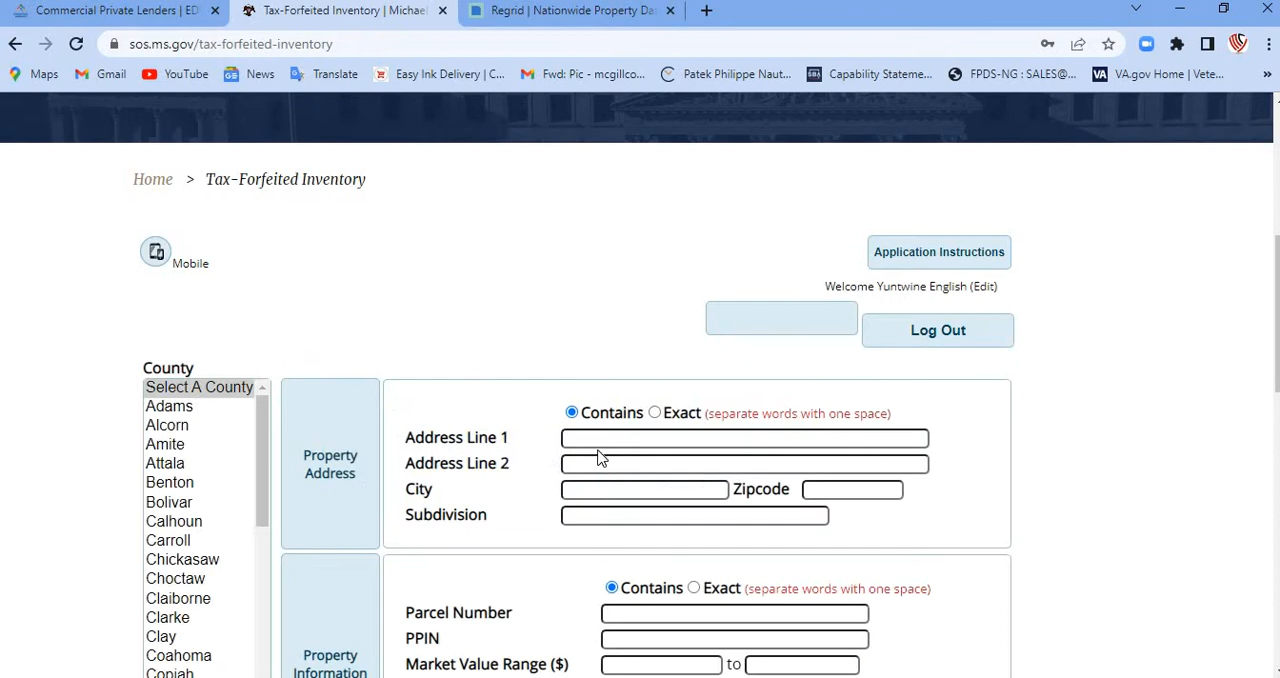 Commercial Private Lenders | ED
Tax-Forfeited Inventory | Michael
Regrid | Nationwide Property Da
sos.ms.gov/tax-forfeited-inventory
Maps
Gmail
YouTube
News
Translate
Easy Ink Delivery | C...
Fwd: Pic - mcgillco...
Patek Philippe Naut...
SBA
Capability Stateme...
FPDS-NG : SALES@...
VA
VA.gov Home | Vete...
»
Home > Tax-Forfeited Inventory
Mobile
Application Instructions
Welcome Yuntwine English (Edit)
Log Out
County
Select A County
Adams
Alcorn
Amite
Attala
Benton
Bolivar
Calhoun
Carroll
Chickasaw
Choctaw
Claiborne
Clarke
Clay
Coahoma
Copiah
Property
Address
Contains Exact (separate words with one space)
Address Line 1
Address Line 2
City Zipcode
Subdivision
Property
Information
Contains Exact (separate words with one space)
Parcel Number
PPIN
Market Value Range ($) to